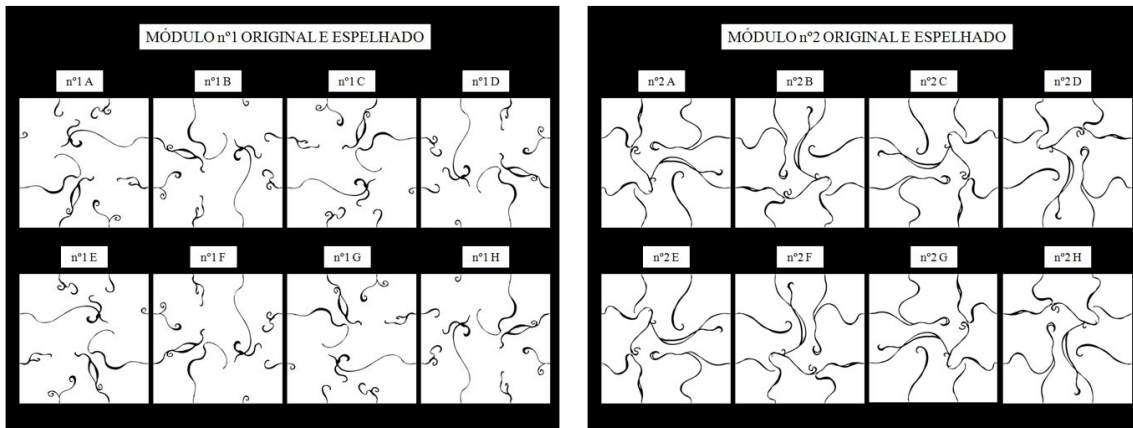 MÓDULO nº1 ORIGINAL E ESPELHADO
nº1 A
nº1 B
nº1 C
nº1 D
nº1 E
nº1 F
nº1 G
nº1 H
MÓDULO nº2 ORIGINAL E ESPELHADO
nº2 A
nº2 B
nº2 C
nº2 D
nº2 E
nº2 F
nº2 G
nº2 H